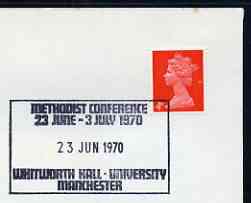 METHODIST CONFERENCE
23 JUNE - 3 JULY 1970
23 JUN 1970
WHITWORTH HALL - UNIVERSITY
MANCHESTER